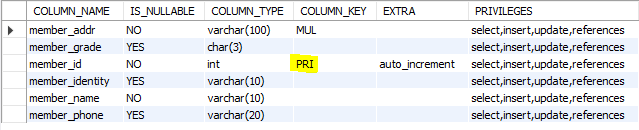 COLUMN_NAME IS_NULLABLE COLUMN_TYPE COLUMN_KEY EXTRA PRIVILEGES
member_addr NO varchar(100) MUL select,insert,update,references
member_grade YES char(3) select,insert,update,references
member_id NO int PRI auto_increment select,insert,update,references
member_identity YES varchar(10) select,insert,update,references
member_name NO varchar(10) select,insert,update,references
member_phone YES varchar(20) select,insert,update,references